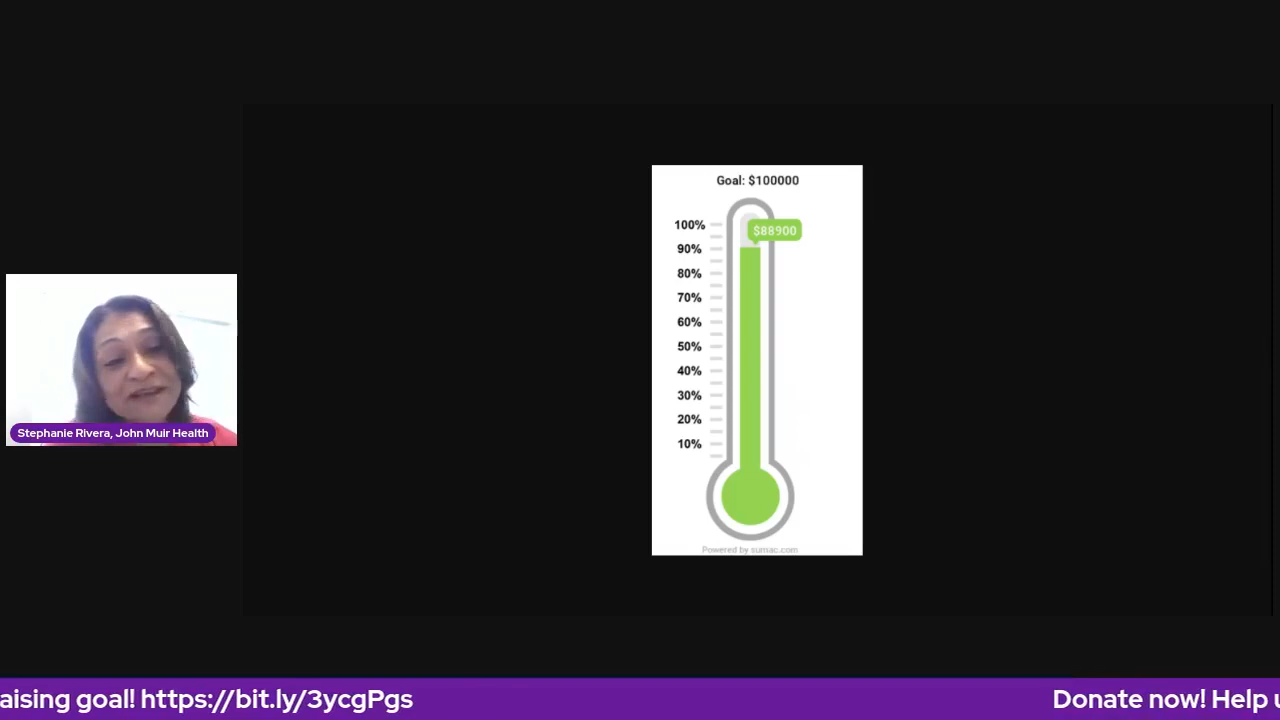 Goal: $100000
$88900
100%
90%
80%
70%
60%
50%
40%
30%
20%
10%
Powered by sumac.com
Stephanie Rivera, John Muir Health
aising goal! https://bit.ly/3ycgPgs
Donate now! Help u